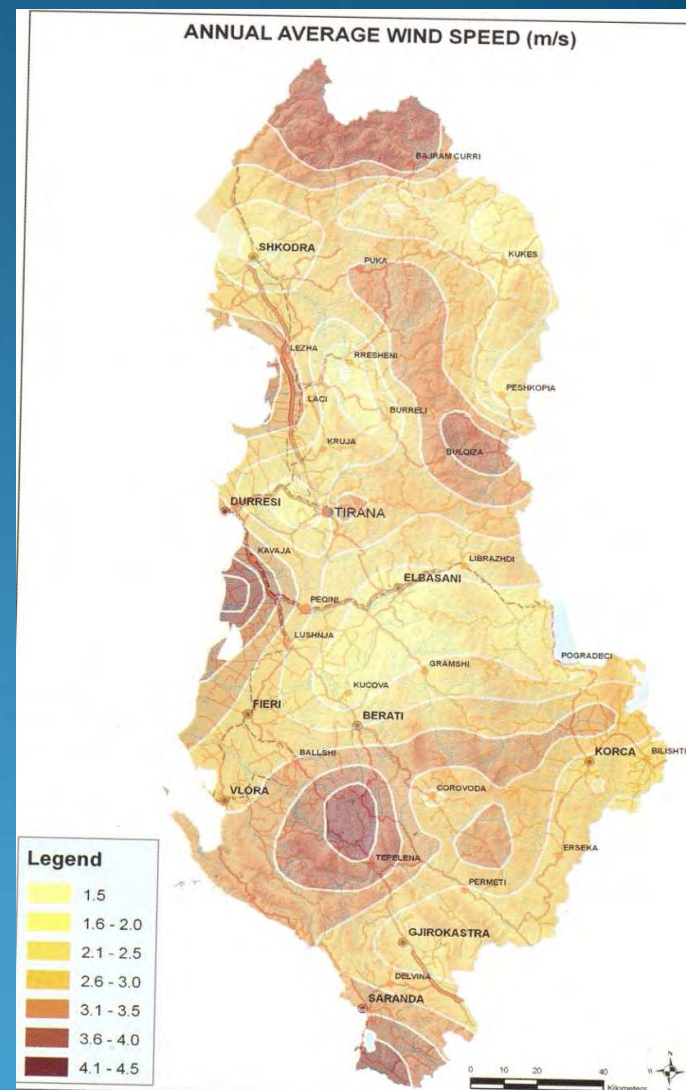 ANNUAL AVERAGE WIND SPEED (m/s)
BAJRAM CURRI
SHKODRA
KUKES
PUKA
LEZHA
RRESHENI
LACI
PESHKOPIA
BURRELI
KRUJA
BULQIZA
DURRESI
TIRANA
KAVAJA
LIBRAZHDI
ELBASANI
PEQINI
LUSHNJA
POGRADECI
GRAMSHI
KUCOVA
FIERI
BERATI
BALLSHI
KORCA
BILISHTI
VLORA
COROVODA
TEPELENA
ERSEKA
PERMETI
GJIROKASTRA
DELVINA
SARANDA
Legend
1.5
1.6 - 2.0
2.1 - 2.5
2.6 - 3.0
3.1 - 3.5
3.6 - 4.0
4.1 - 4.5
0 10 20 40
Kilometers